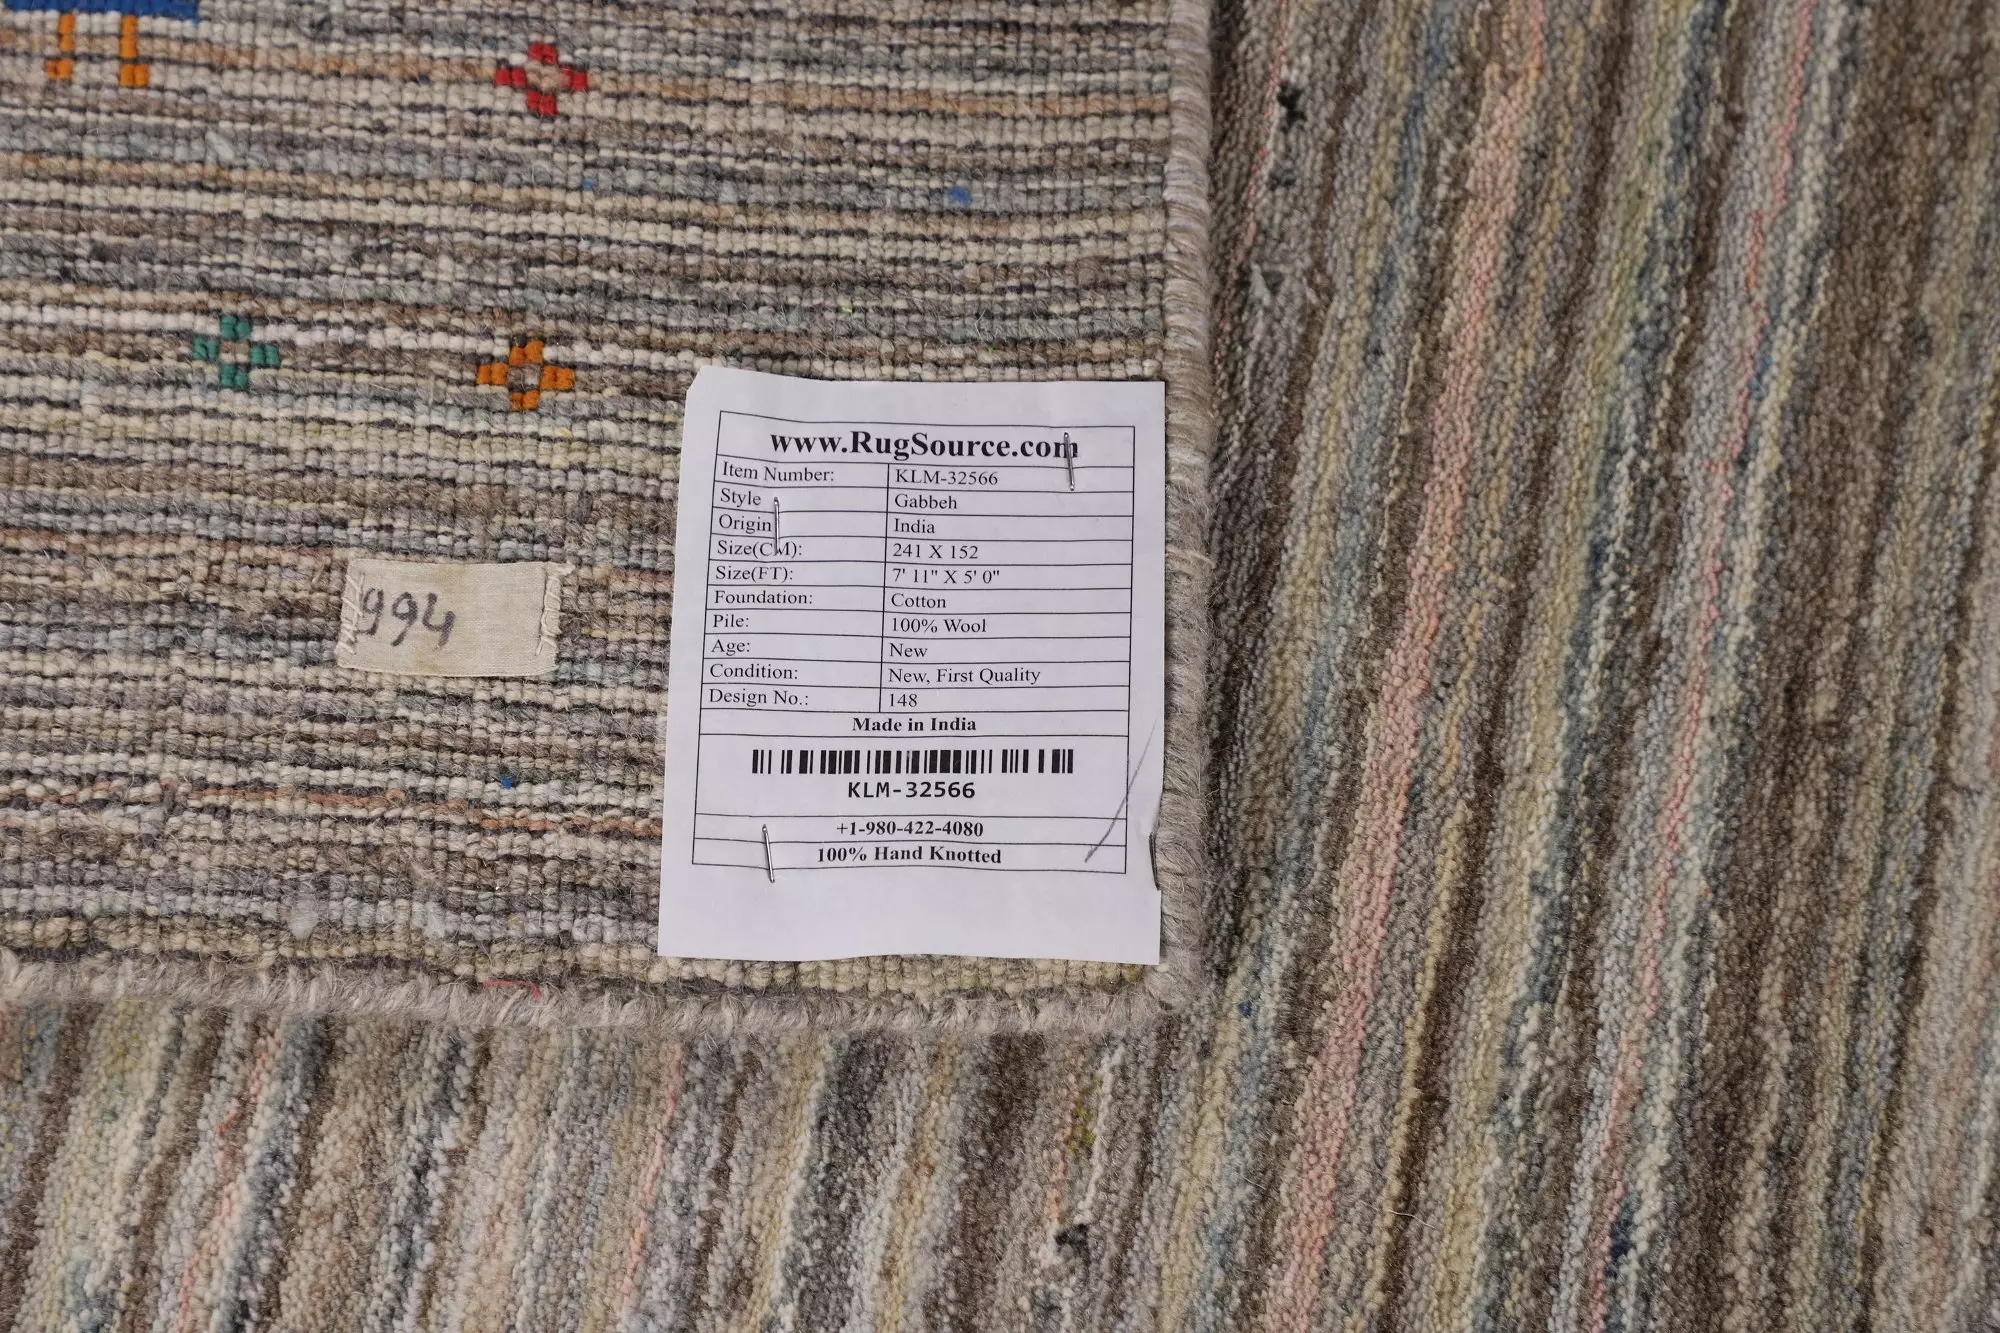 www.RugSource.com
Item Number: KLM-32566
Style Gabbeh
Origin India
Size(CM): 241 X 152
Size(FT): 7' 11" X 5' 0"
Foundation: Cotton
Pile: 100% Wool
Age: New
Condition: New, First Quality
Design No.: 148
Made in India
KLM-32566
+1-980-422-4080
100% Hand Knotted
994